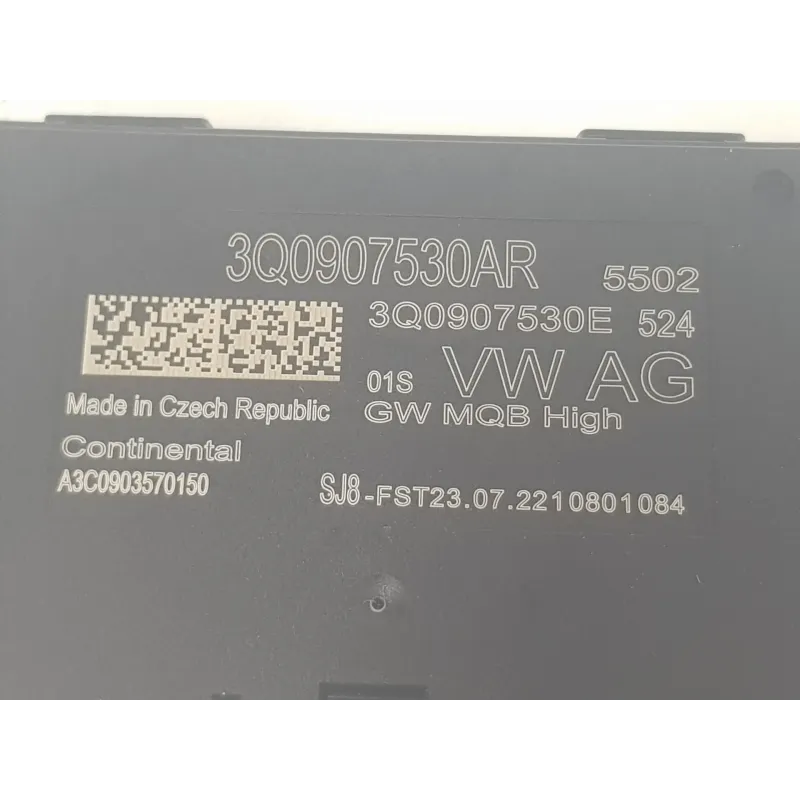 3Q0907530AR 5502
3Q0907530E 524
01S VW AG
Made in Czech Republic GW MQB High
Continental
A3C0903570150 SJ8-FST23.07.2210801084